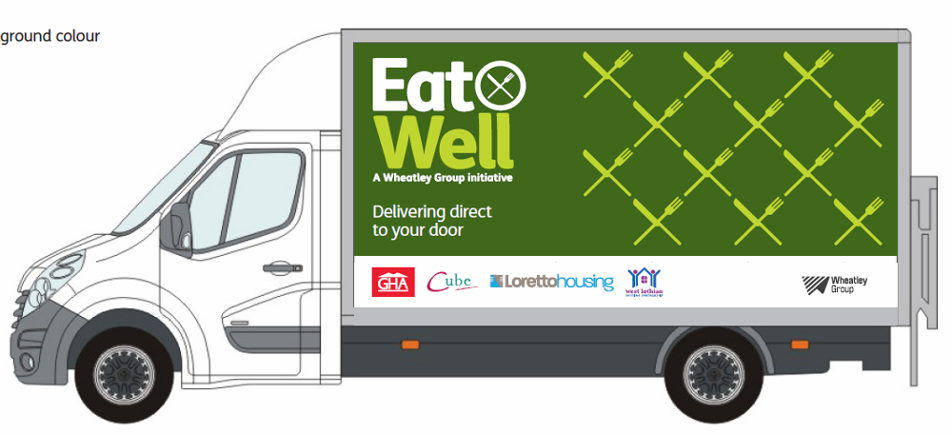 ground colour
Eat
Well
A Wheatley Group initiative
Delivering direct
to your door
GHA
Cube
Lorettohousing
west lothian
Wheatley
Group